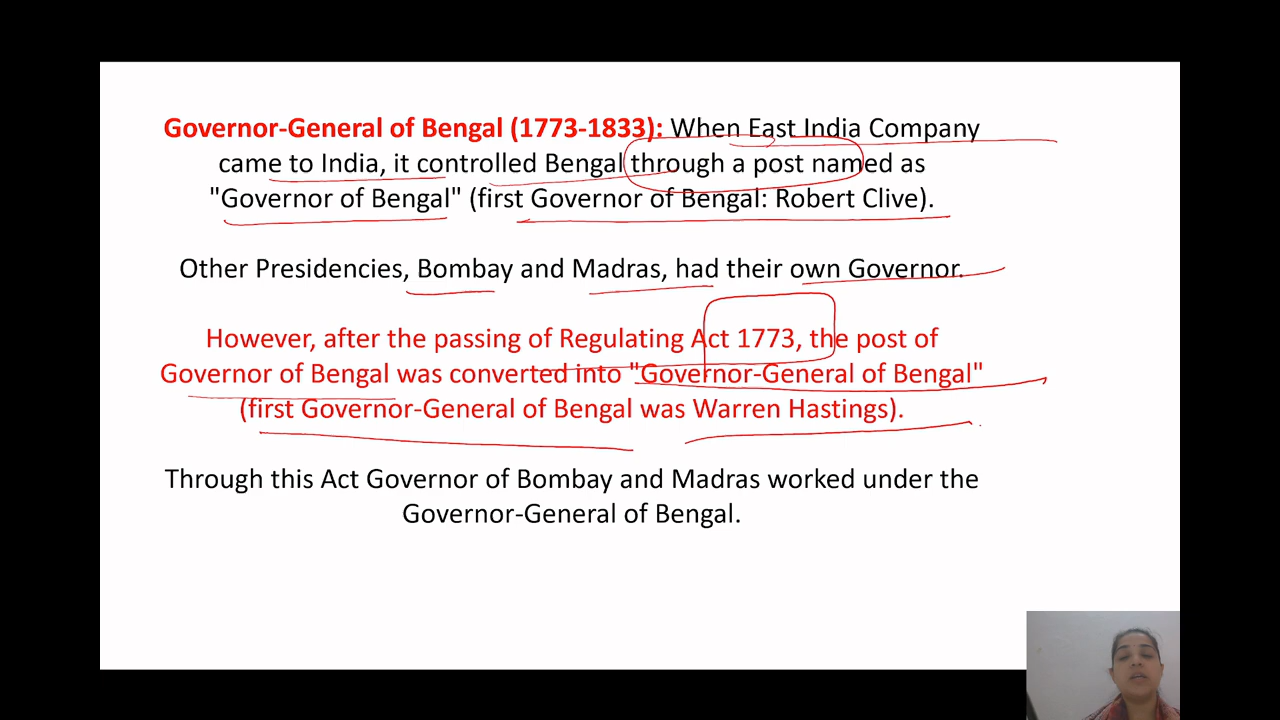 Governor-General of Bengal (1773-1833): When East India Company
came to India, it controlled Bengal through a post named as
"Governor of Bengal" (first Governor of Bengal: Robert Clive).
Other Presidencies, Bombay and Madras, had their own Governor.
However, after the passing of Regulating Act 1773, the post of
Governor of Bengal was converted into "Governor-General of Bengal"
(first Governor-General of Bengal was Warren Hastings).
Through this Act Governor of Bombay and Madras worked under the
Governor-General of Bengal.